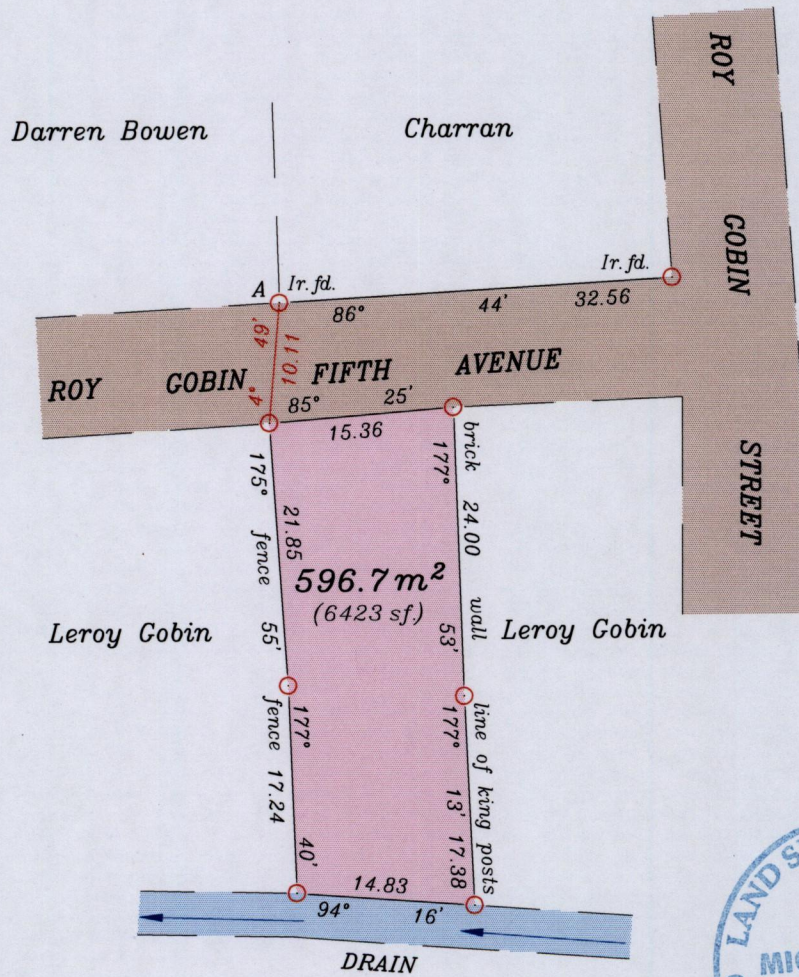 ROY
GOBIN
STREET
Darren Bowen
Charran
A
Ir. fd.
86° 44' 32.56
Ir. fd.
49'
10.11
4°
ROY GOBIN FIFTH AVENUE
85° 25'
15.36
175° 21.85 55'
fence
177° 24.00 53'
brick wall
596.7 m²
(6423 sf.)
Leroy Gobin
Leroy Gobin
177° 17.24 40'
fence
177° 13' 17.38
line of king posts
14.83
94° 16'
DRAIN
LAND S